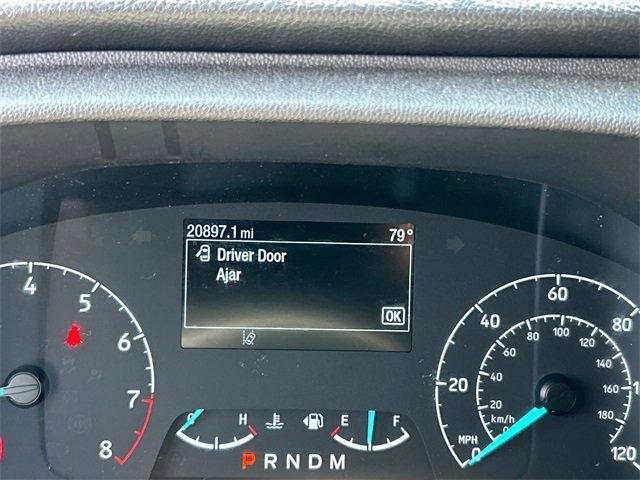 20897.1 mi 79°
Driver Door
Ajar
OK
4 5 6 7 8
C H E F
P R N D M
20 40 60 80 120
MPH 0
20 40 60 80 100 120 140 160 180
km/h